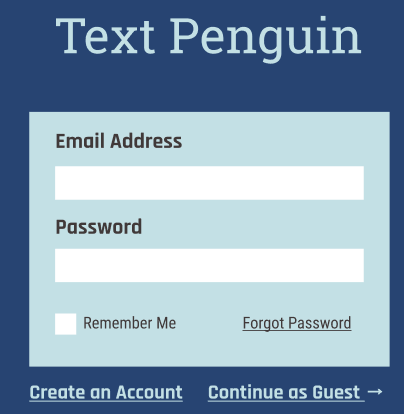 Text Penguin
Email Address
Password
Remember Me Forgot Password
Create an Account Continue as Guest →